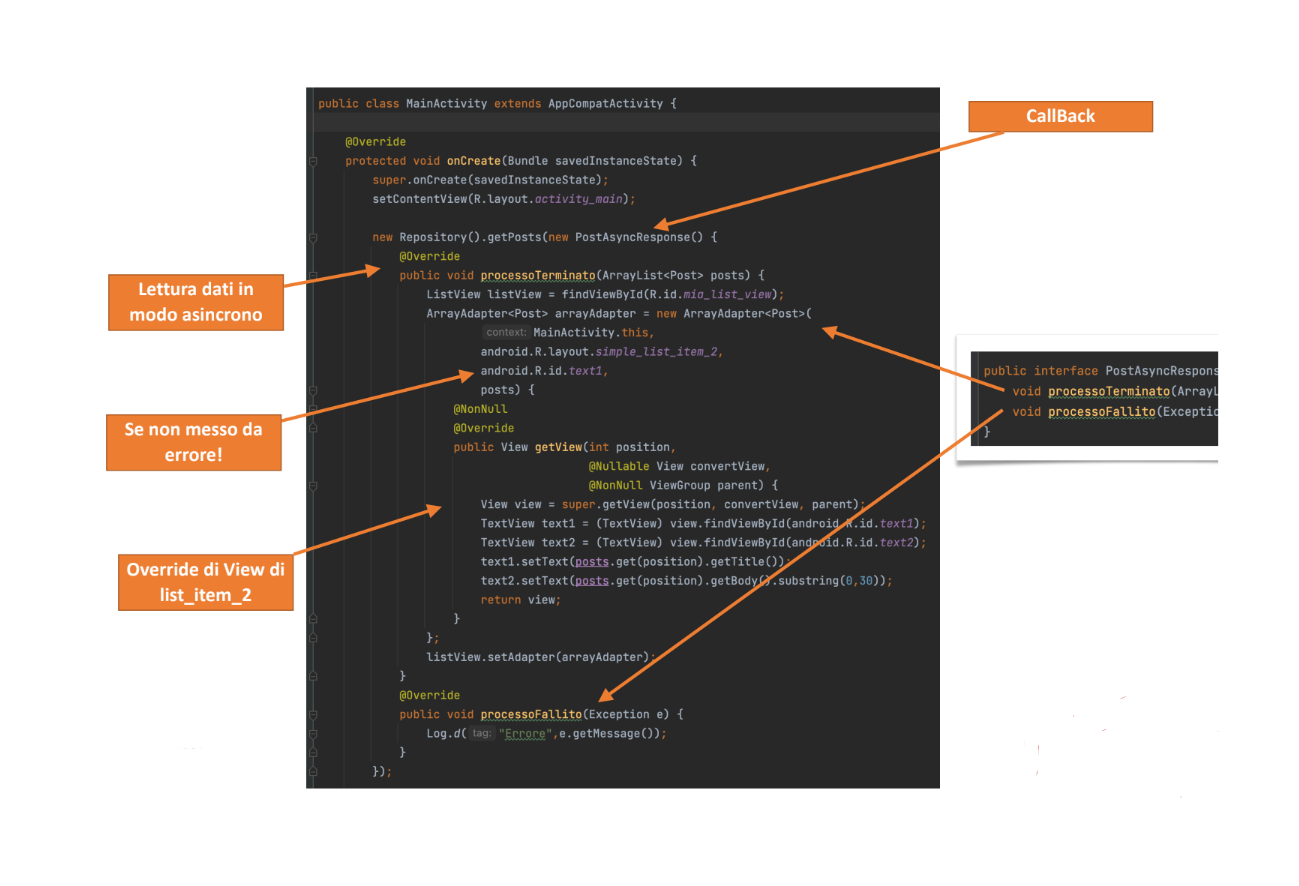 public class MainActivity extends AppCompatActivity {
@Override
protected void onCreate(Bundle savedInstanceState) {
super.onCreate(savedInstanceState);
setContentView(R.layout.activity_main);
new Repository().getPosts(new PostAsyncResponse() {
@Override
public void processoTerminato(ArrayList<Post> posts) {
ListView listView = findViewById(R.id.mia_list_view);
ArrayAdapter<Post> arrayAdapter = new ArrayAdapter<Post>(
context: MainActivity.this,
android.R.layout.simple_list_item_2,
android.R.id.text1,
posts) {
@NonNull
@Override
public View getView(int position,
@Nullable View convertView,
@NonNull ViewGroup parent) {
View view = super.getView(position, convertView, parent);
TextView text1 = (TextView) view.findViewById(android.R.id.text1);
TextView text2 = (TextView) view.findViewById(android.R.id.text2);
text1.setText(posts.get(position).getTitle());
text2.setText(posts.get(position).getBody().substring(0,30));
return view;
}
};
listView.setAdapter(arrayAdapter);
}
@Override
public void processoFallito(Exception e) {
Log.d( tag: "Errore",e.getMessage());
}
});
CallBack
Lettura dati in
modo asincrono
Se non messo da
errore!
Override di View di
list_item_2
public interface PostAsyncRespons
void processoTerminato(ArrayL
void processoFallito(Exceptio
}